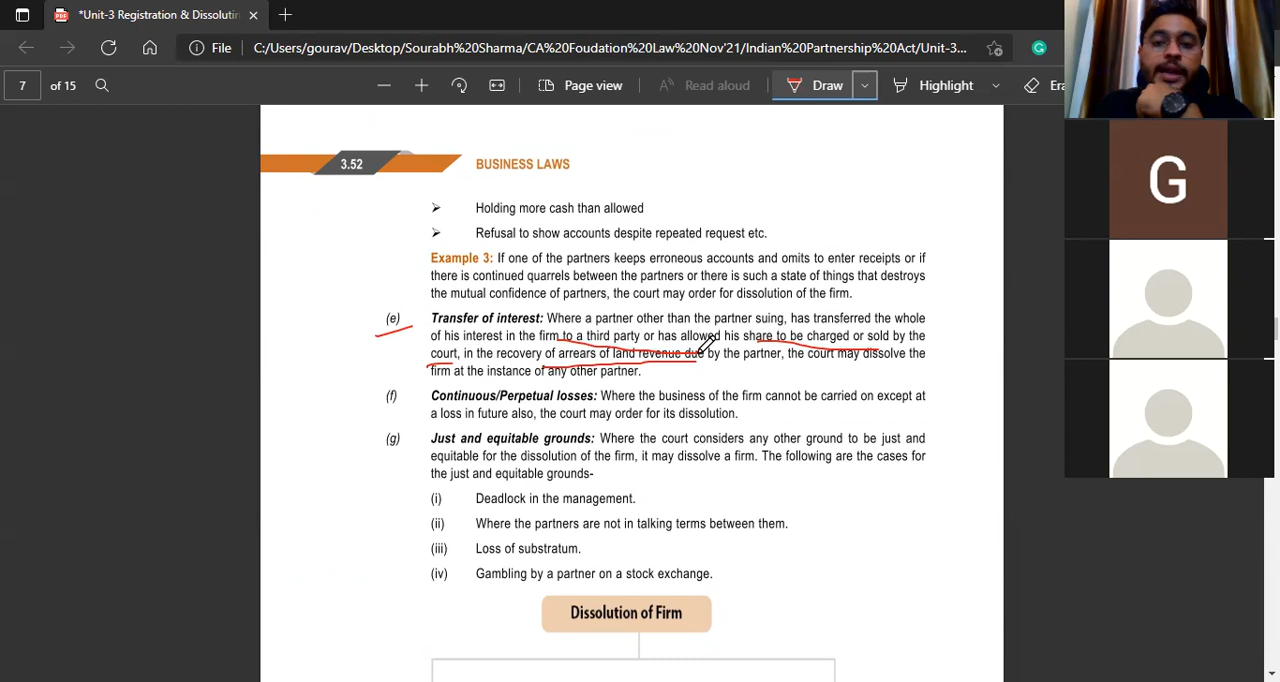 *Unit-3 Registration & Dissolutin
File
C:/Users/gourav/Desktop/Sourabh%20Sharma/CA%20Foudation%20Law%20Nov'21/Indian%20Partnership%20Act/Unit-3...
7 of 15
Page view
Read aloud
Draw
Highlight
Era
3.52
BUSINESS LAWS
➢ Holding more cash than allowed
➢ Refusal to show accounts despite repeated request etc.
Example 3: If one of the partners keeps erroneous accounts and omits to enter receipts or if
there is continued quarrels between the partners or there is such a state of things that destroys
the mutual confidence of partners, the court may order for dissolution of the firm.
(e) Transfer of interest: Where a partner other than the partner suing, has transferred the whole
of his interest in the firm to a third party or has allowed his share to be charged or sold by the
court, in the recovery of arrears of land revenue due by the partner, the court may dissolve the
firm at the instance of any other partner.
(f) Continuous/Perpetual losses: Where the business of the firm cannot be carried on except at
a loss in future also, the court may order for its dissolution.
(g) Just and equitable grounds: Where the court considers any other ground to be just and
equitable for the dissolution of the firm, it may dissolve a firm. The following are the cases for
the just and equitable grounds-
(i) Deadlock in the management.
(ii) Where the partners are not in talking terms between them.
(iii) Loss of substratum.
(iv) Gambling by a partner on a stock exchange.
Dissolution of Firm
G